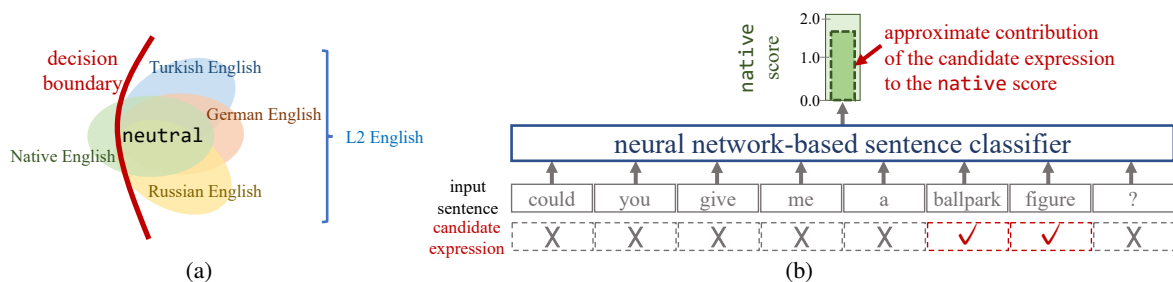 decision
boundary
Turkish English
German English
neutral
Native English
Russian English
L2 English
(a)
native
score
2.0
1.0
0.0
approximate contribution
of the candidate expression
to the native score
neural network-based sentence classifier
input
sentence
could you give me a ballpark figure ?
candidate
expression
X X X X X ✓ ✓ X
(b)